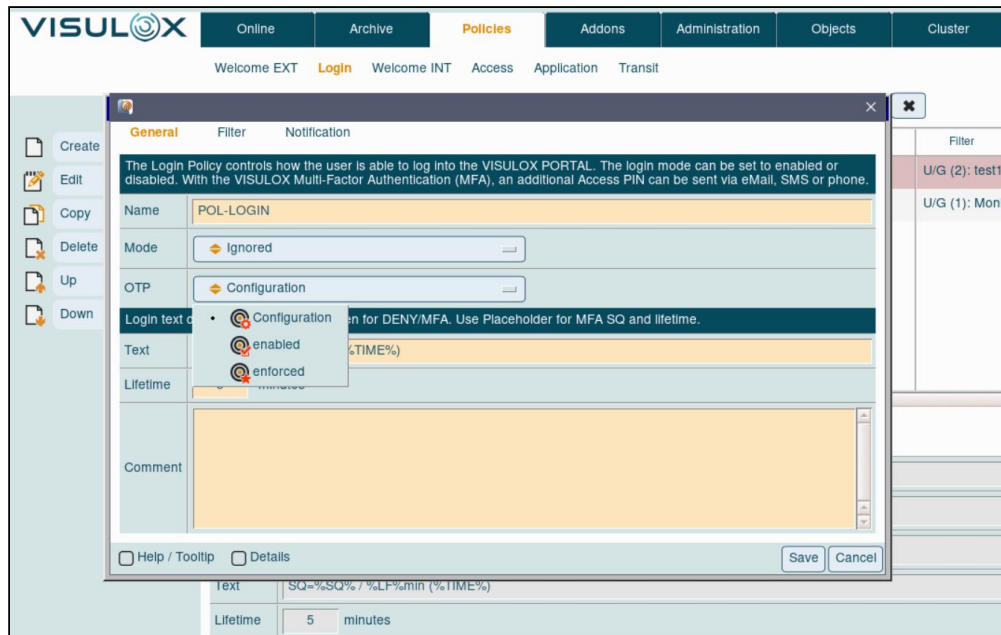 VISULOX
Online Archive Policies Addons Administration Objects Cluster
Welcome EXT Login Welcome INT Access Application Transit
General Filter Notification
Filter
Create
The Login Policy controls how the user is able to log into the VISULOX PORTAL. The login mode can be set to enabled or
disabled. With the VISULOX Multi-Factor Authentication (MFA), an additional Access PIN can be sent via eMail, SMS or phone.
U/G (2): test1
Edit
Name POL-LOGIN
U/G (1): Mon
Copy
Mode Ignored
Delete
Up
OTP Configuration
Down
Login text for DENY/MFA. Use Placeholder for MFA SQ and lifetime.
Configuration
enabled
enforced
Text %TIME%)
Lifetime minutes
Comment
Help / Tooltip Details Save Cancel
Text SQ=%SQ% / %LF%min (%TIME%)
Lifetime 5 minutes